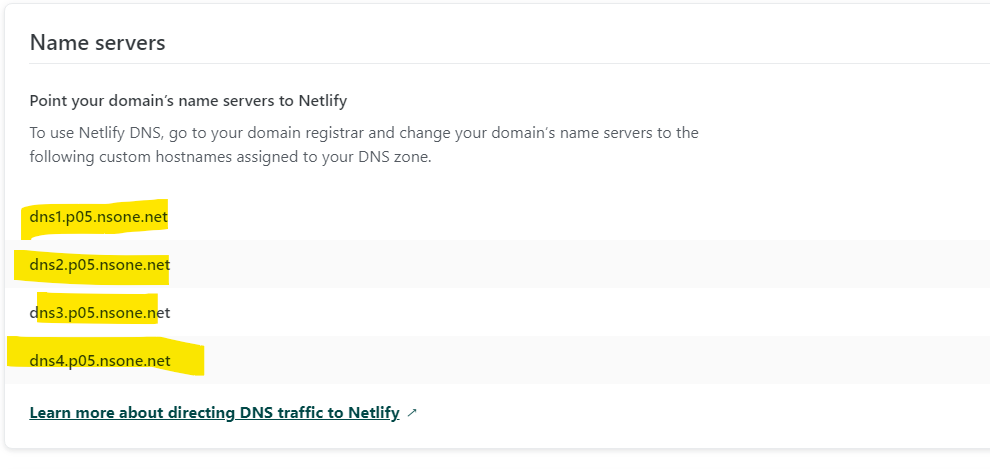 Name servers
Point your domain’s name servers to Netlify
To use Netlify DNS, go to your domain registrar and change your domain’s name servers to the
following custom hostnames assigned to your DNS zone.
dns1.p05.nsone.net
dns2.p05.nsone.net
dns3.p05.nsone.net
dns4.p05.nsone.net
Learn more about directing DNS traffic to Netlify ↗